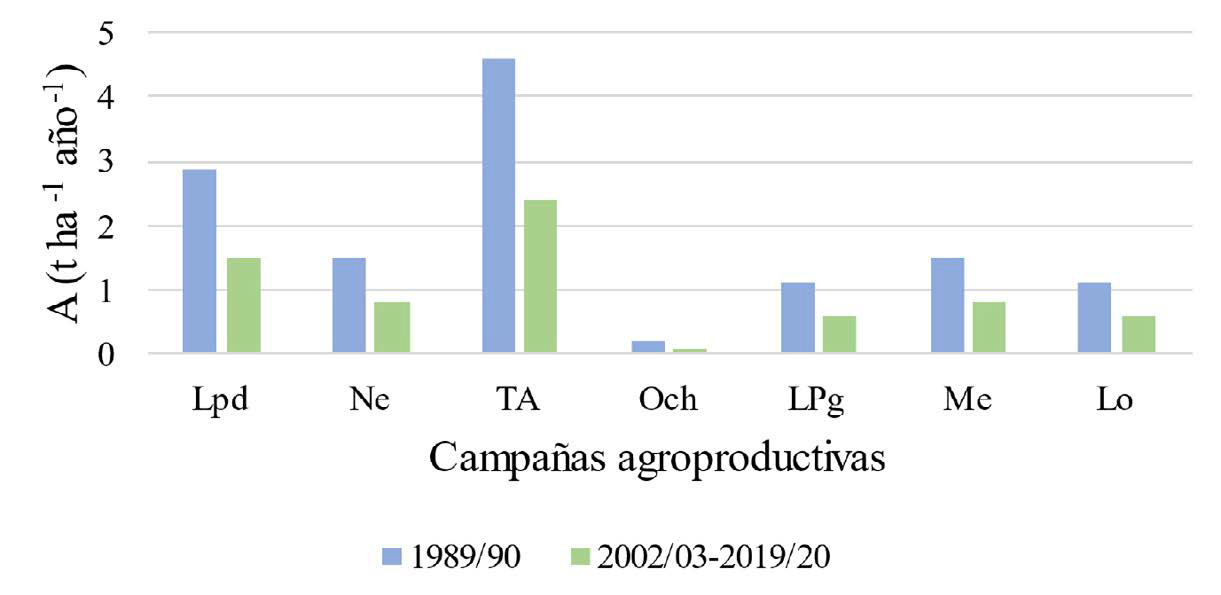 A (t ha -1 año-1)
5
4
3
2
1
0
Lpd Ne TA Och LPg Me Lo
Campañas agroproductivas
1989/90 2002/03-2019/20